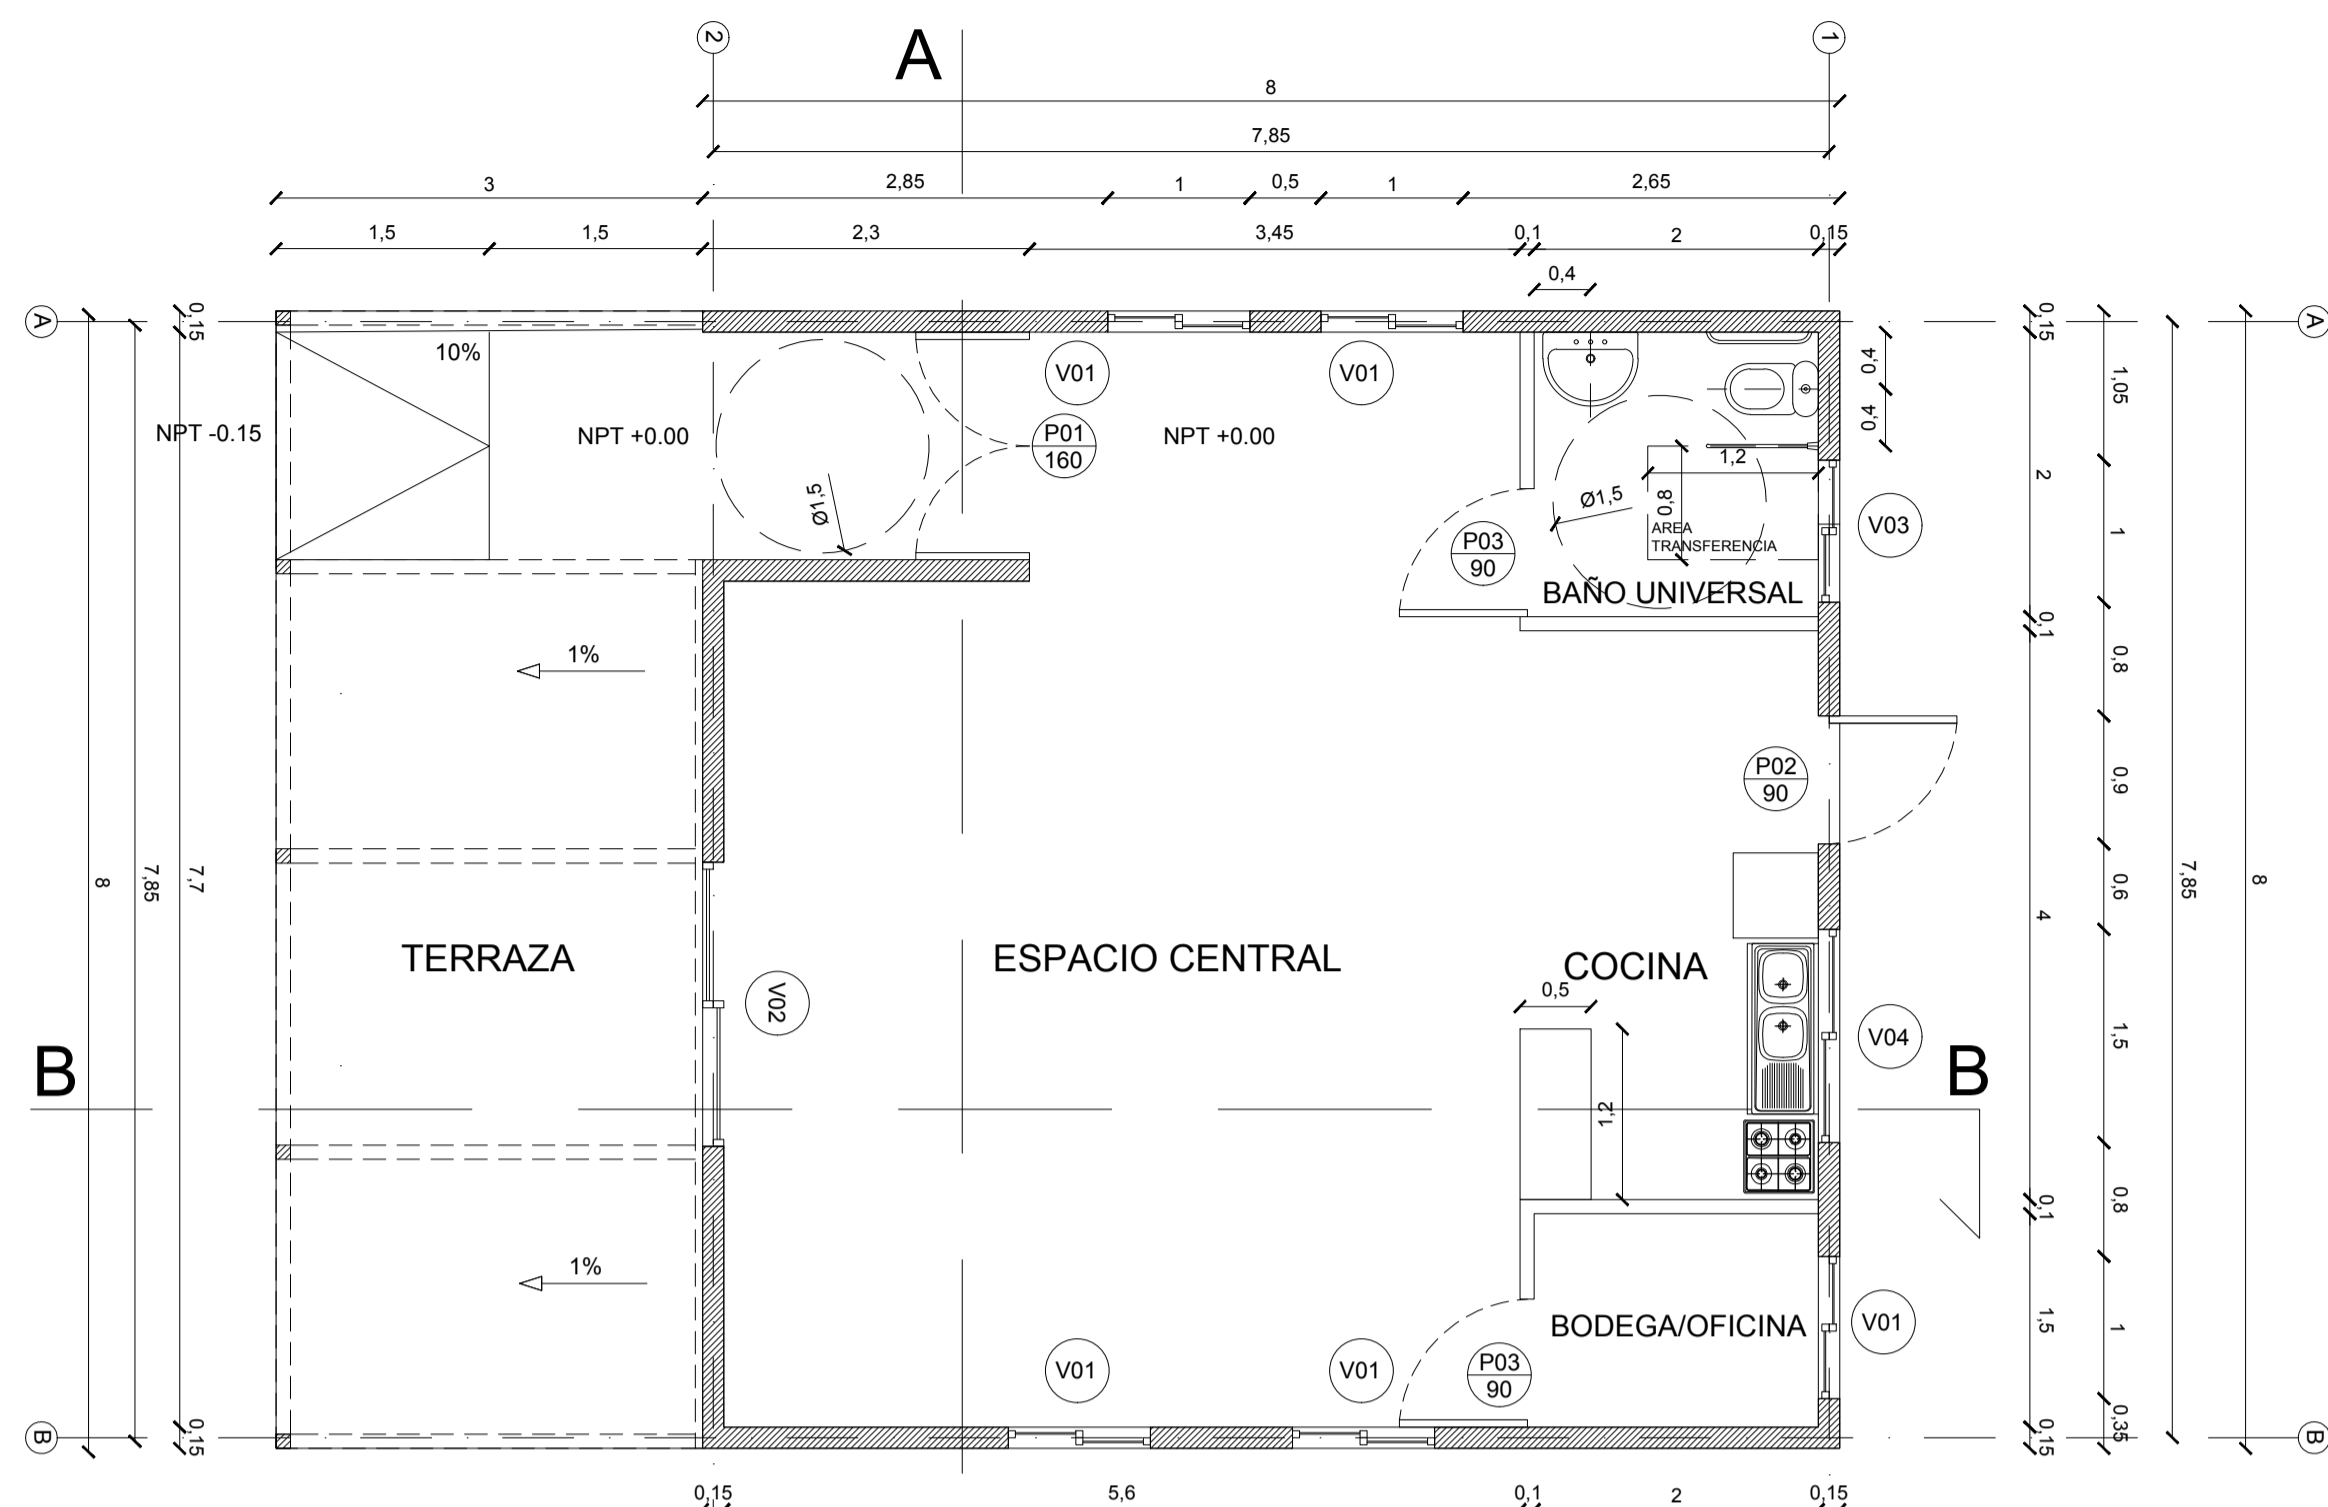 2
A
1
8
7,85
3
2,85
1
0,5
1
2,65
1,5
1,5
2,3
3,45
0,1
2
0,15
0,4
A
0,15
0,15
A
10%
V01
V01
0,4
1,05
NPT -0.15
NPT +0.00
P01
160
NPT +0.00
0,4
1,2
2
Ø1,5
Ø1,5
0,8
AREA
TRANSFERENCIA
V03
1
P03
90
BAÑO UNIVERSAL
0,1
1%
0,8
P02
90
0,9
8
7,85
7,7
0,6
7,85
8
4
TERRAZA
ESPACIO CENTRAL
COCINA
0,5
V02
V04
1,5
B
B
1,2
0,1
0,8
1%
BODEGA/OFICINA
V01
1,5
1
V01
V01
P03
90
0,15
0,15
0,35
B
B
0,15
5,6
0,1
2
0,15